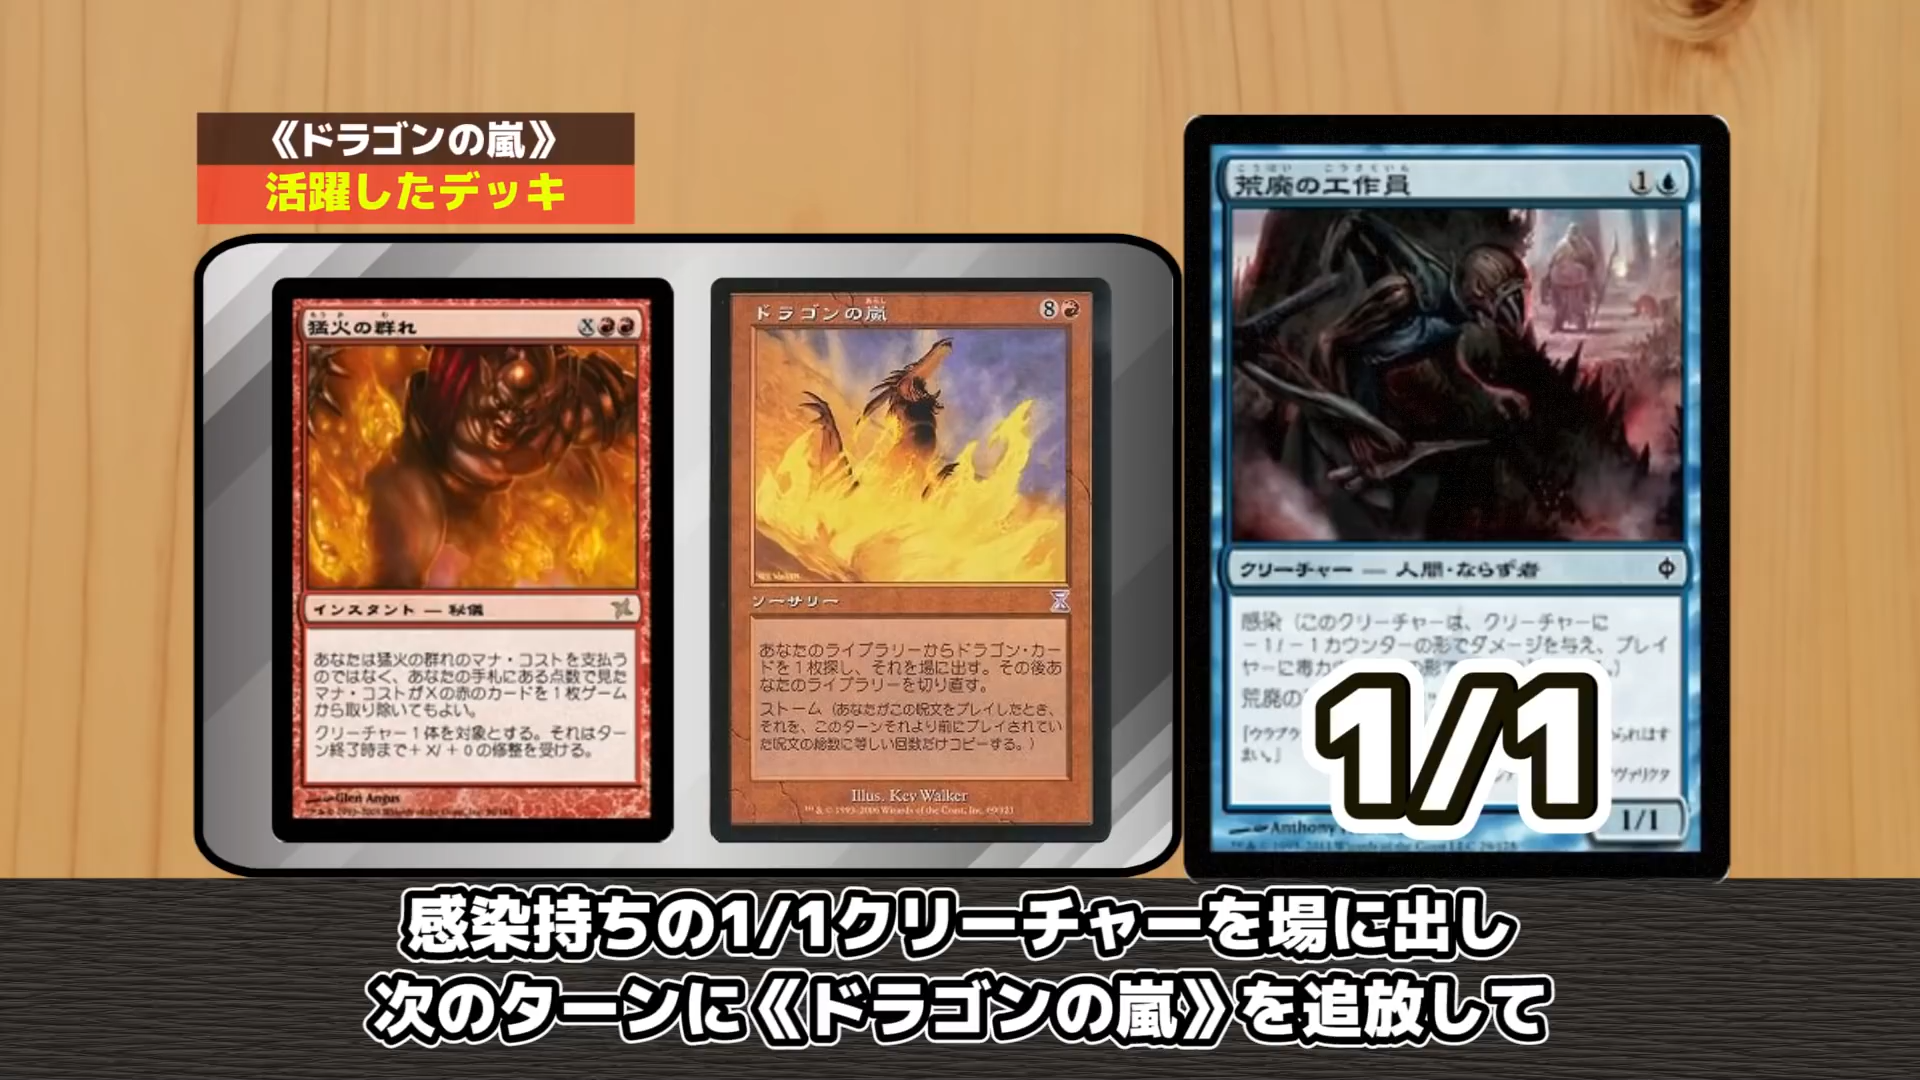 《ドラゴンの嵐》
活躍したデッキ
猛火の群れ
XRR
インスタント — 秘儀
あなたは猛火の群れのマナ・コストを支払う
のではなく、あなたの手札にある点数で見た
マナ・コストがXの赤のカードを1枚ゲーム
から取り除いてもよい。
クリーチャー1体を対象とする。それはター
ン終了時まで+X/+0の修整を受ける。
Glen Angus
ドラゴンの嵐
8
ソーサリー
あなたのライブラリーからドラゴン・カー
ドを1枚探し、それを場に出す。その後あ
なたのライブラリーを切り直す。
ストーム(あなたがこの呪文をプレイしたとき、
それを、このターンそれより前にプレイされてい
た呪文の総数に等しい回数だけコピーする。)
Illus. Kev Walker
荒廃の工作員
1
クリーチャー — 人間・ならず者
感染(このクリーチャーは、クリーチャーに
-1/-1カウンターの形でダメージを与え、プレイ
ヤーに毒カ
荒廃の
1/1
1/1
Anthony
感染持ちの1/1クリーチャーを場に出し
次のターンに《ドラゴンの嵐》を追放して